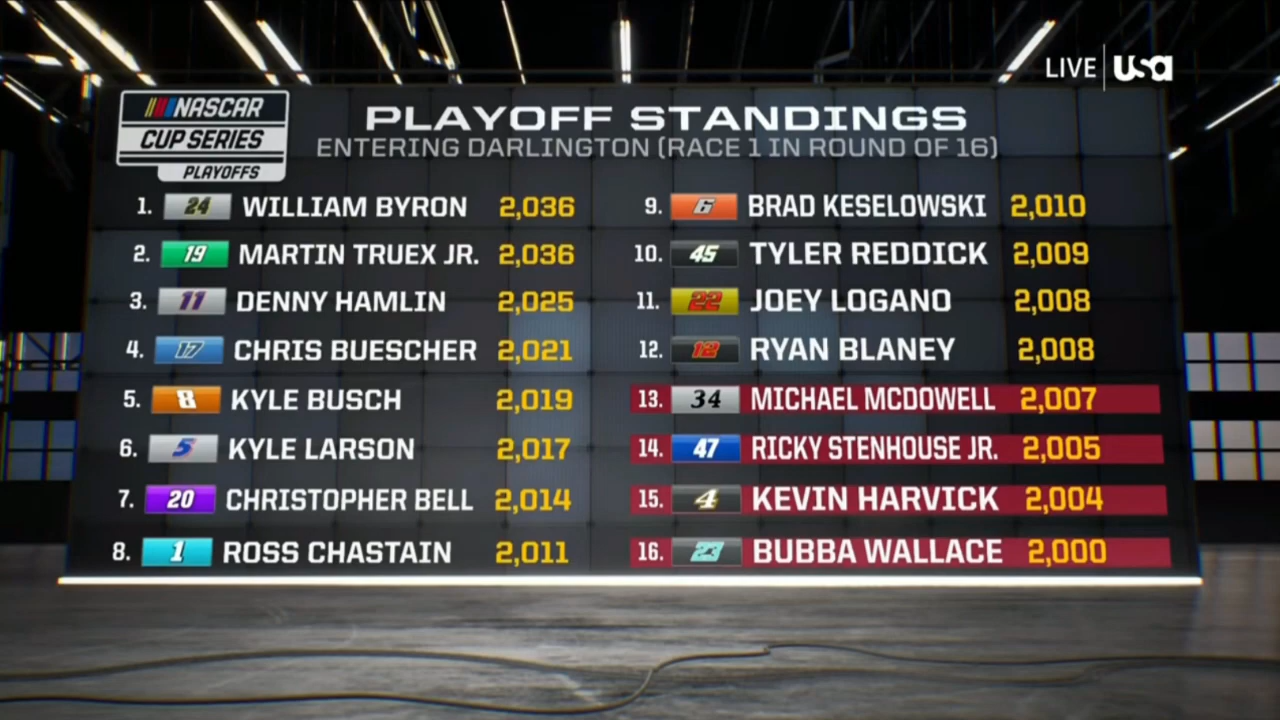 LIVE USA
NASCAR
CUP SERIES
PLAYOFFS
PLAYOFF STANDINGS
ENTERING DARLINGTON (RACE 1 IN ROUND OF 16)
1. 24 WILLIAM BYRON 2,036
2. 19 MARTIN TRUEX JR. 2,036
3. 11 DENNY HAMLIN 2,025
4. 17 CHRIS BUESCHER 2,021
5. 8 KYLE BUSCH 2,019
6. 5 KYLE LARSON 2,017
7. 20 CHRISTOPHER BELL 2,014
8. 1 ROSS CHASTAIN 2,011
9. 6 BRAD KESELOWSKI 2,010
10. 45 TYLER REDDICK 2,009
11. 22 JOEY LOGANO 2,008
12. 12 RYAN BLANEY 2,008
13. 34 MICHAEL MCDOWELL 2,007
14. 47 RICKY STENHOUSE JR. 2,005
15. 4 KEVIN HARVICK 2,004
16. 23 BUBBA WALLACE 2,000